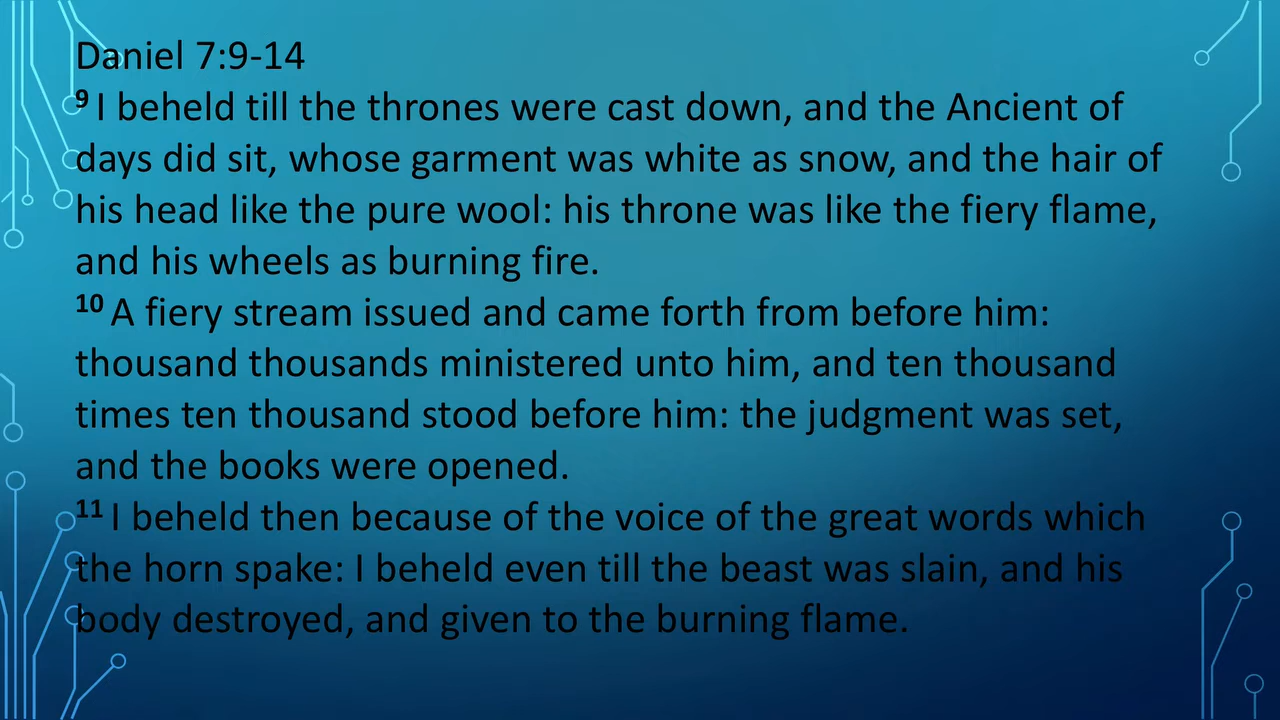 Daniel 7:9-14
9 I beheld till the thrones were cast down, and the Ancient of
days did sit, whose garment was white as snow, and the hair of
his head like the pure wool: his throne was like the fiery flame,
and his wheels as burning fire.
10 A fiery stream issued and came forth from before him:
thousand thousands ministered unto him, and ten thousand
times ten thousand stood before him: the judgment was set,
and the books were opened.
11 I beheld then because of the voice of the great words which
the horn spake: I beheld even till the beast was slain, and his
body destroyed, and given to the burning flame.